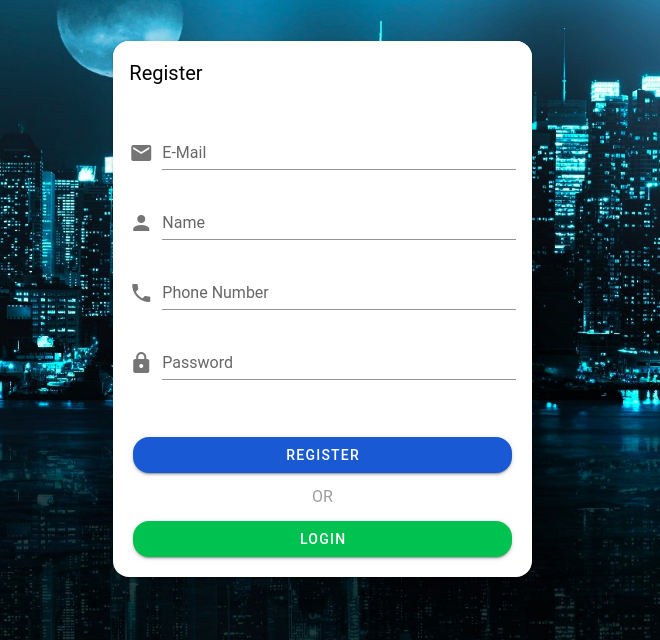 Register
E-Mail
Name
Phone Number
Password
REGISTER
OR
LOGIN